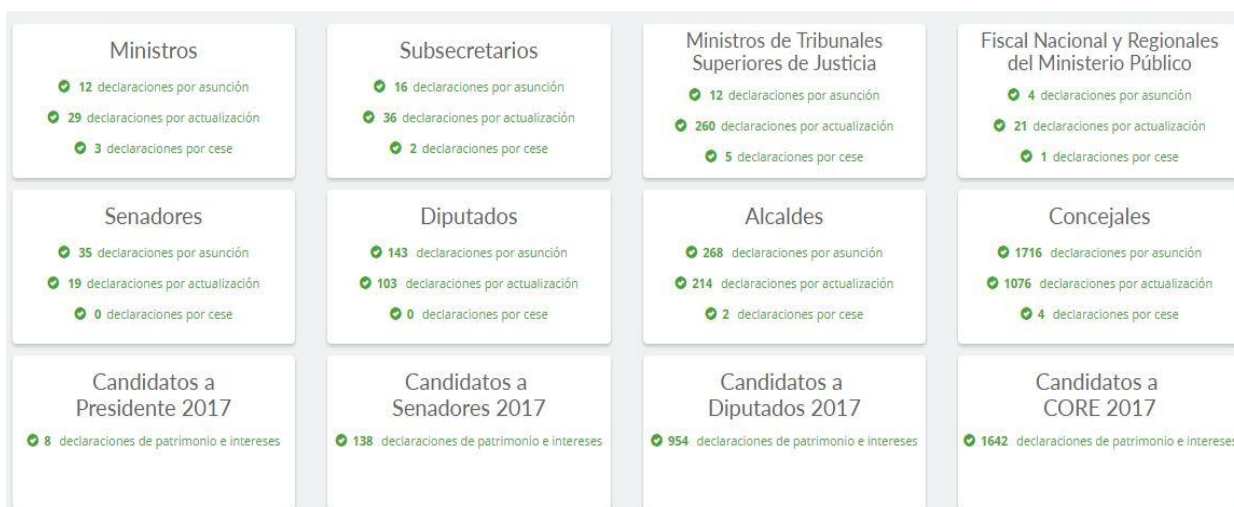 Ministros
12 declaraciones por asunción
29 declaraciones por actualización
3 declaraciones por cese
Subsecretarios
16 declaraciones por asunción
36 declaraciones por actualización
2 declaraciones por cese
Ministros de Tribunales
Superiores de Justicia
12 declaraciones por asunción
260 declaraciones por actualización
5 declaraciones por cese
Fiscal Nacional y Regionales
del Ministerio Público
4 declaraciones por asunción
21 declaraciones por actualización
1 declaraciones por cese
Senadores
35 declaraciones por asunción
19 declaraciones por actualización
0 declaraciones por cese
Diputados
143 declaraciones por asunción
103 declaraciones por actualización
0 declaraciones por cese
Alcaldes
268 declaraciones por asunción
214 declaraciones por actualización
2 declaraciones por cese
Concejales
1716 declaraciones por asunción
1076 declaraciones por actualización
4 declaraciones por cese
Candidatos a
Presidente 2017
8 declaraciones de patrimonio e intereses
Candidatos a
Senadores 2017
138 declaraciones de patrimonio e intereses
Candidatos a
Diputados 2017
954 declaraciones de patrimonio e intereses
Candidatos a
CORE 2017
1642 declaraciones de patrimonio e intereses